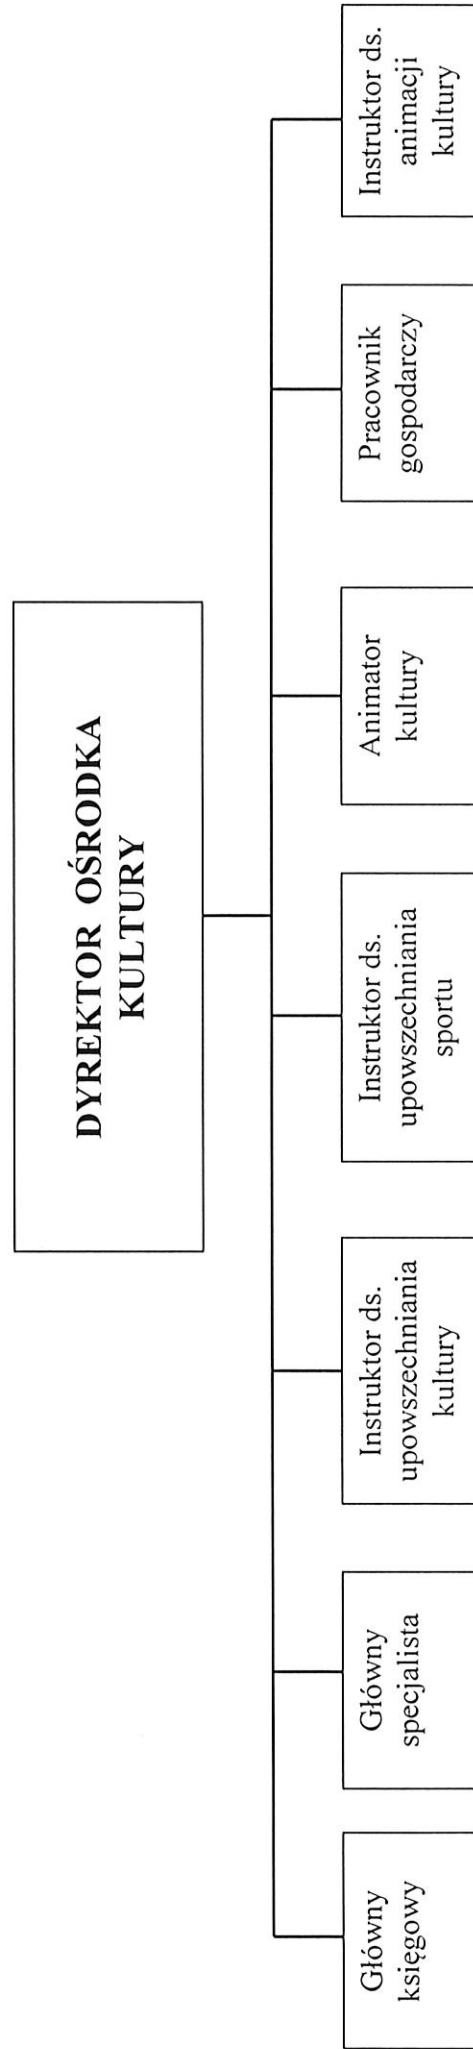 DYREKTOR OŚRODKA
KULTURY
Główny
księgowy
Główny
specjalista
Instruktor ds.
upowszechniania
kultury
Instruktor ds.
upowszechniania
sportu
Animator
kultury
Pracownik
gospodarczy
Instruktor ds.
animacji
kultury